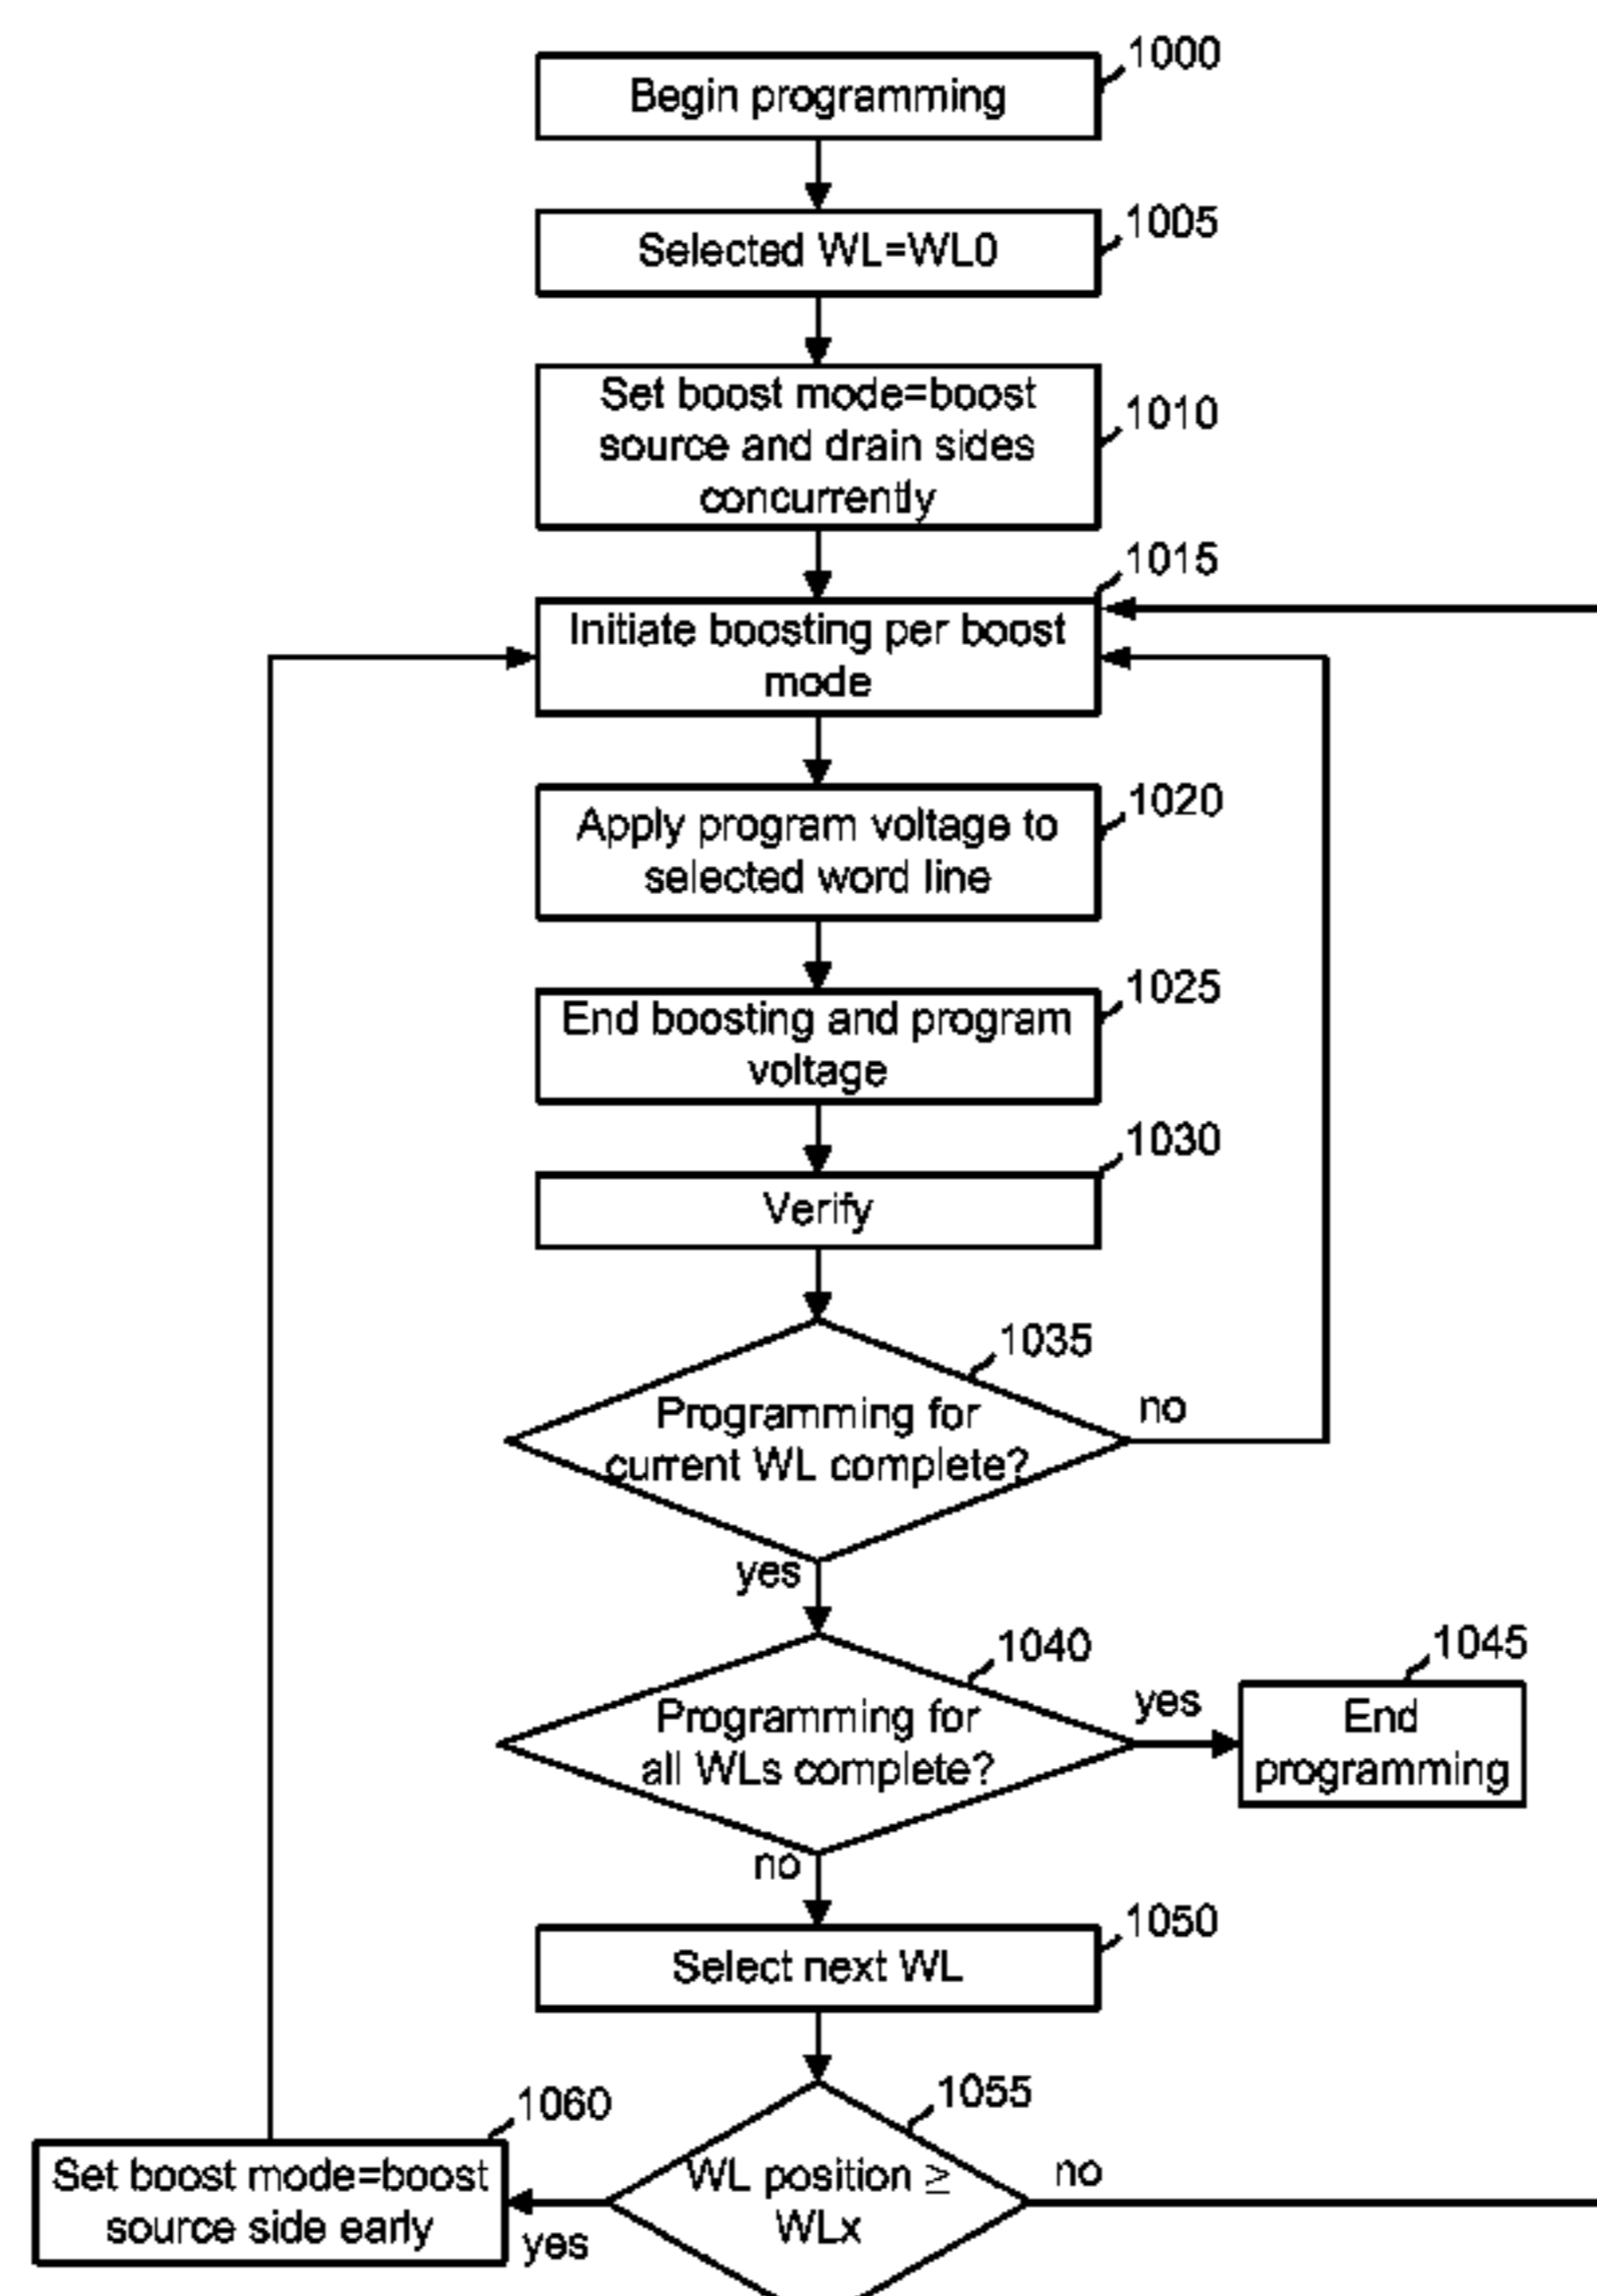 1000
Begin programming
1005
Selected WL=WL0
Set boost mode=boost
source and drain sides
concurrently
1010
1015
Initiate boosting per boost
mode
1020
Apply program voltage to
selected word line
1025
End boosting and program
voltage
1030
Verify
1035
Programming for
current WL complete?
no
yes
1040
Programming for
all WLs complete?
yes
1045
End
programming
no
1050
Select next WL
1055
WL position ≥
WLx
no
yes
1060
Set boost mode=boost
source side early